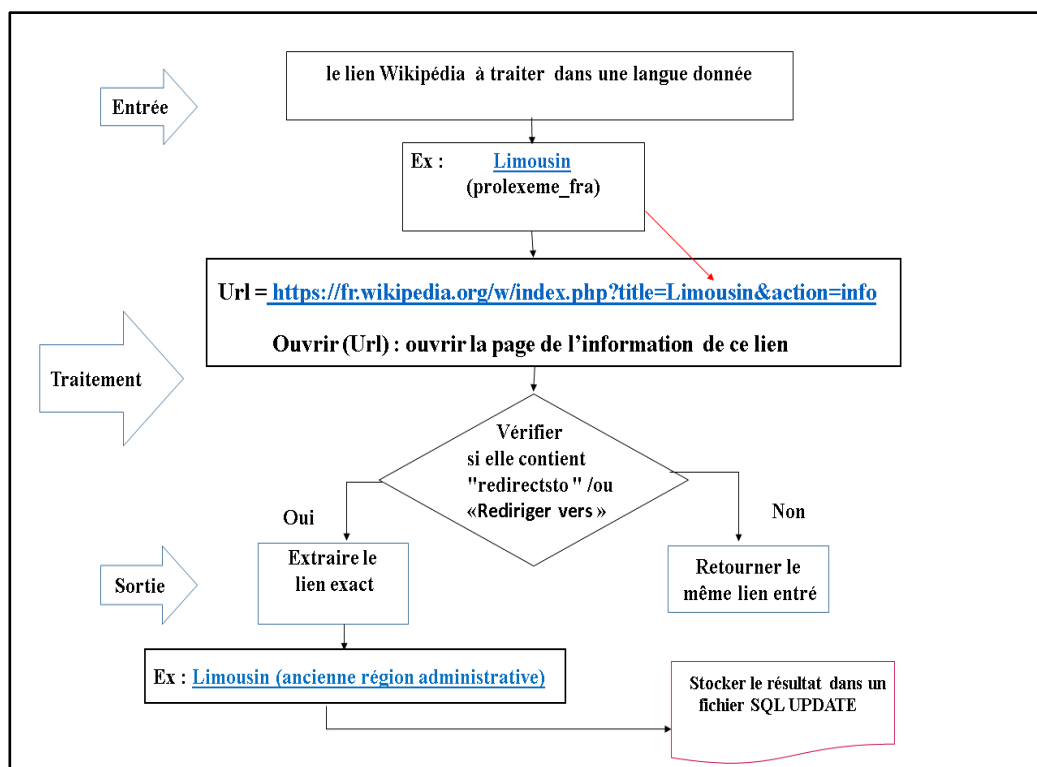 le lien Wikipédia à traiter dans une langue donnée
Entrée
Ex : Limousin
(prolexeme_fra)
Url = https://fr.wikipedia.org/w/index.php?title=Limousin&action=info
Ouvrir (Url) : ouvrir la page de l’information de ce lien
Traitement
Vérifier
si elle contient
"redirectsto" /ou
«Rediriger vers»
Oui
Non
Extraire le
lien exact
Retourner le
même lien entré
Sortie
Ex : Limousin (ancienne région administrative)
Stocker le résultat dans un
fichier SQL UPDATE